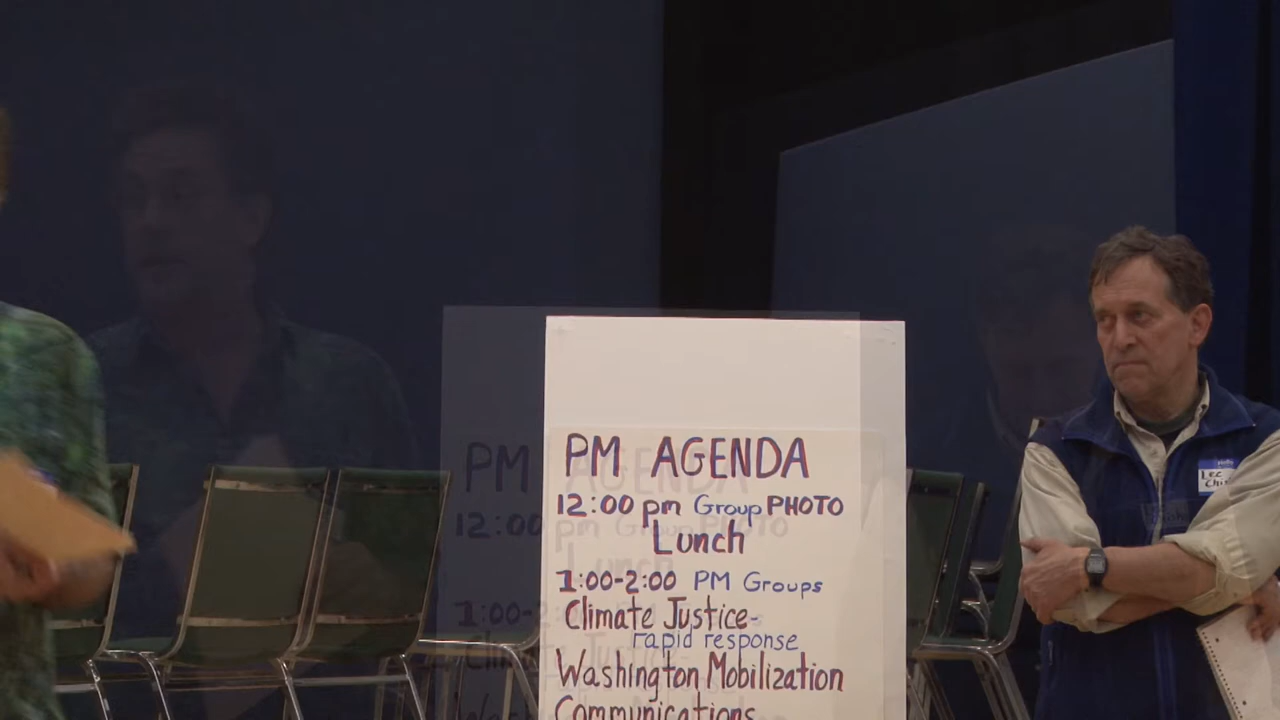 PM AGENDA
12:00 pm Group PHOTO
Lunch
1:00-2:00 PM Groups
Climate Justice-
rapid response
Washington Mobilization
Communications